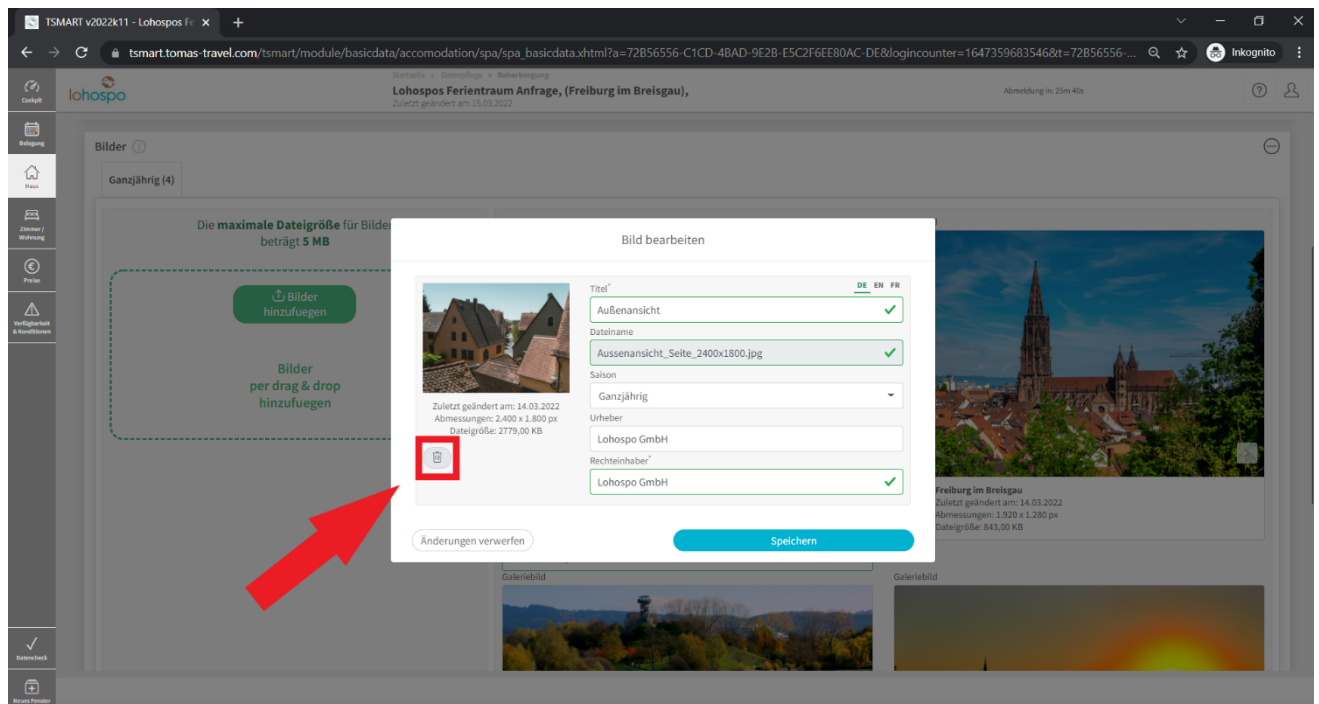 TSMART v2022k11 - Lohospos Fe
tsmart.tomas-travel.com/tsmart/module/basicdata/accomodation/spa/spa_basicdata.xhtml?a=72B56556-C1CD-4BAD-9E2B-E5C2F6EE80AC-DE&logincounter=1647359683546&t=72B56556-...
Inkognito
Cockpit
lohospo
Startseite » Datenpflege » Beherbergung
Lohospos Ferientraum Anfrage, (Freiburg im Breisgau),
Zuletzt geändert am 15.03.2022
Abmeldung in: 25m 40s
Belegung
Haus
Zimmer /
Wohnung
Preise
Verfügbarkeit
& Konditionen
Datencheck
Neues Fenster
Bilder
Ganzjährig (4)
Die maximale Dateigröße für Bilder
beträgt 5 MB
Bilder
hinzufuegen
Bilder
per drag & drop
hinzufuegen
Bild bearbeiten
Zuletzt geändert am: 14.03.2022
Abmessungen: 2.400 x 1.800 px
Dateigröße: 2779,00 KB
Titel*
DE EN FR
Außenansicht
Dateiname
Aussenansicht_Seite_2400x1800.jpg
Saison
Ganzjährig
Urheber
Lohospo GmbH
Rechteinhaber*
Lohospo GmbH
Änderungen verwerfen
Speichern
Freiburg im Breisgau
Zuletzt geändert am: 14.03.2022
Abmessungen: 1.920 x 1.280 px
Dateigröße: 843,00 KB
Galeriebild
Galeriebild